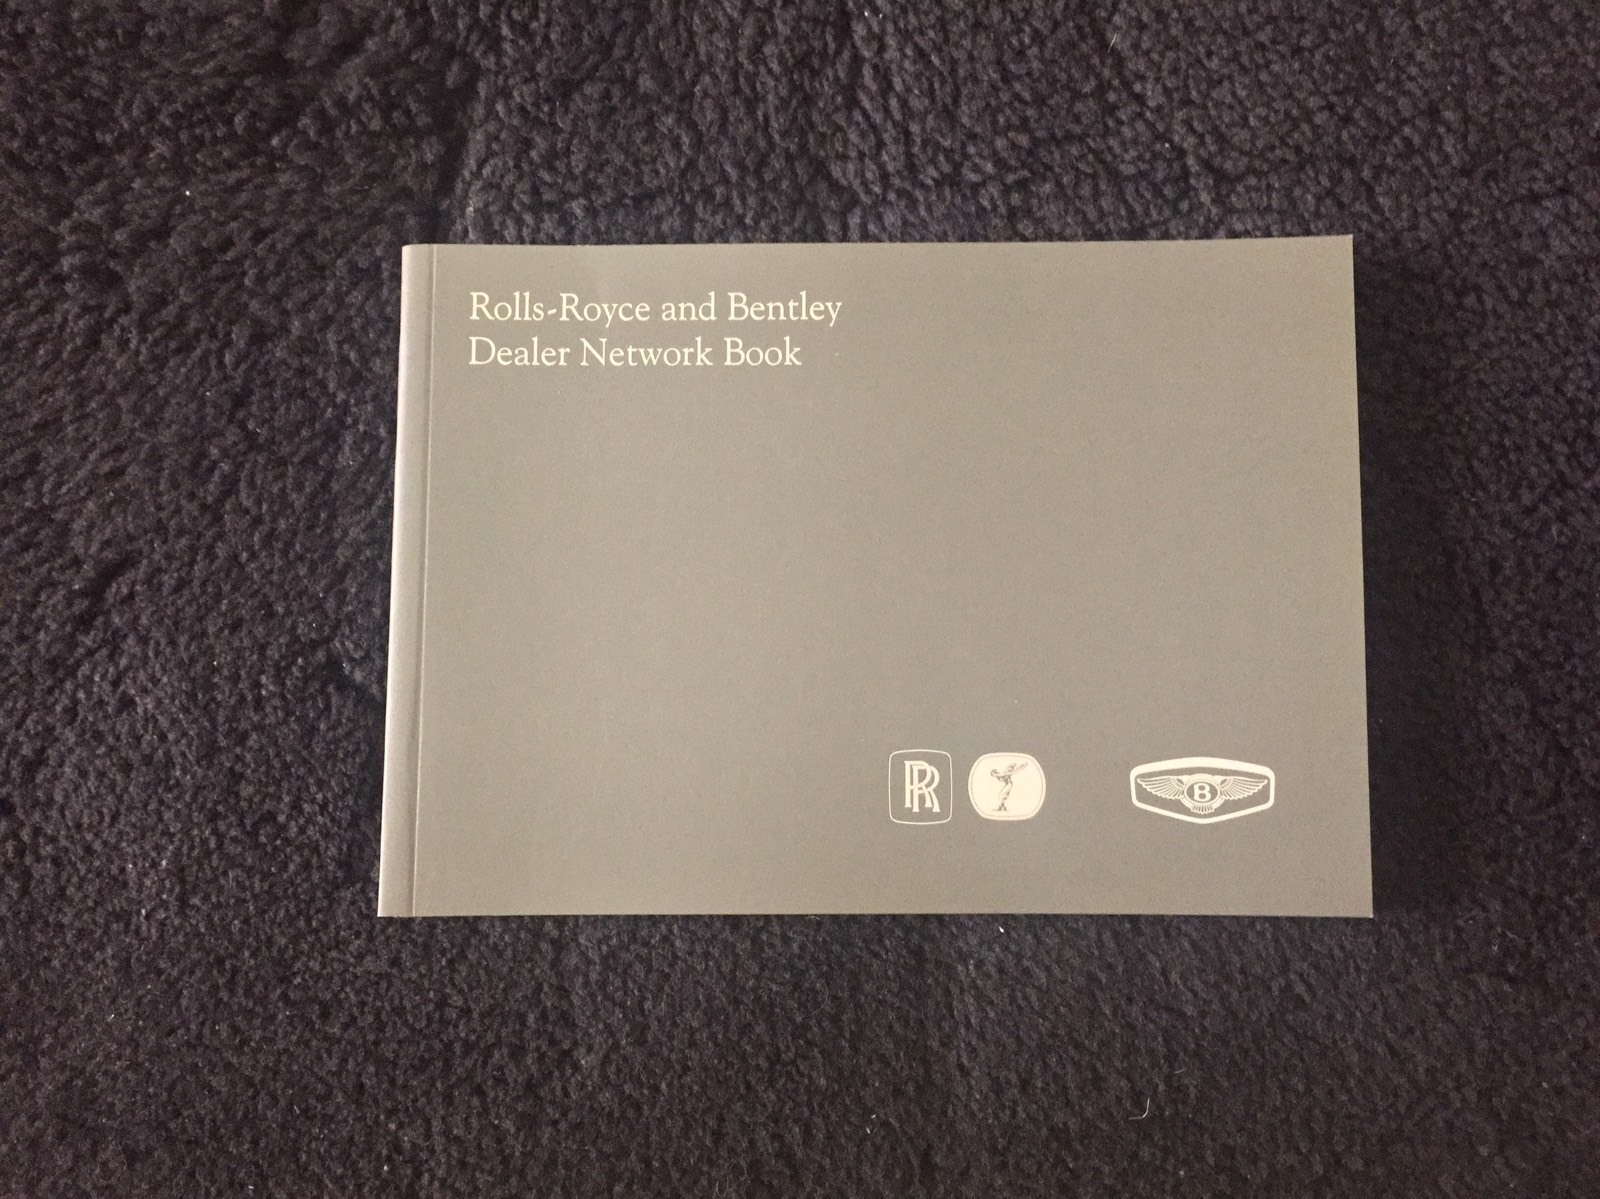 Rolls-Royce and Bentley
Dealer Network Book
RR
B